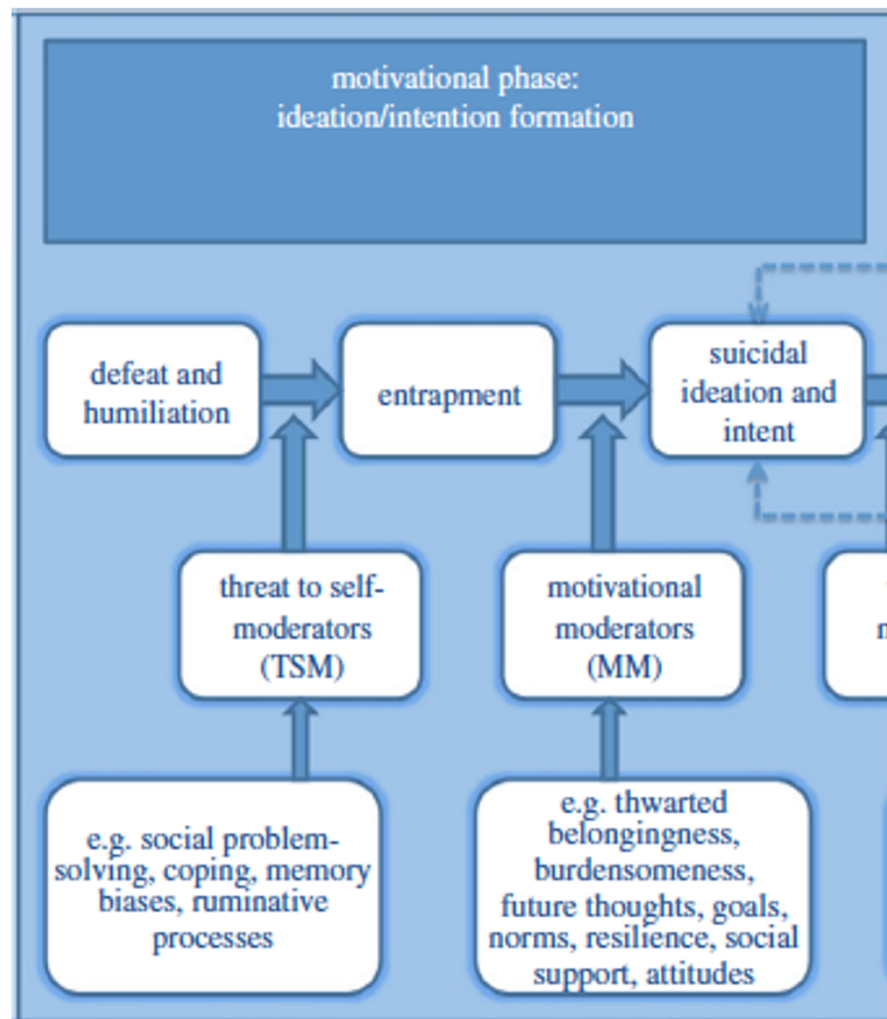 motivational phase:
ideation/intention formation
defeat and
humiliation
entrapment
suicidal
ideation and
intent
threat to self-
moderators
(TSM)
motivational
moderators
(MM)
e.g. social problem-
solving, coping, memory
biases, ruminative
processes
e.g. thwarted
belongingness,
burdensomeness,
future thoughts, goals,
norms, resilience, social
support, attitudes